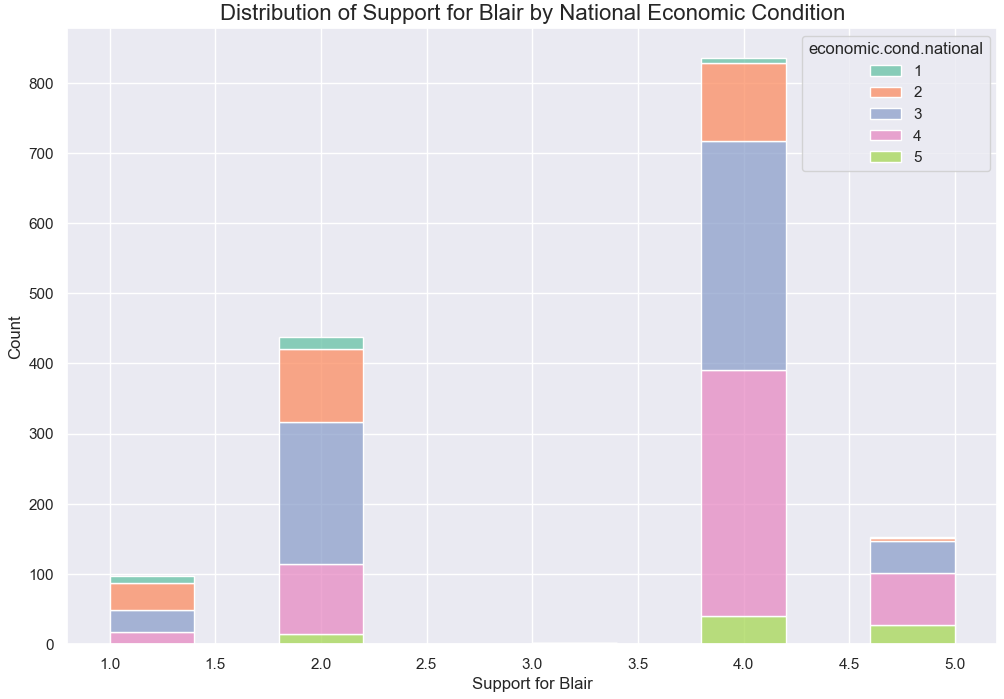 Distribution of Support for Blair by National Economic Condition
economic.cond.national
1
2
3
4
5
800
700
600
500
400
300
200
100
0
Count
1.0 1.5 2.0 2.5 3.0 3.5 4.0 4.5 5.0
Support for Blair